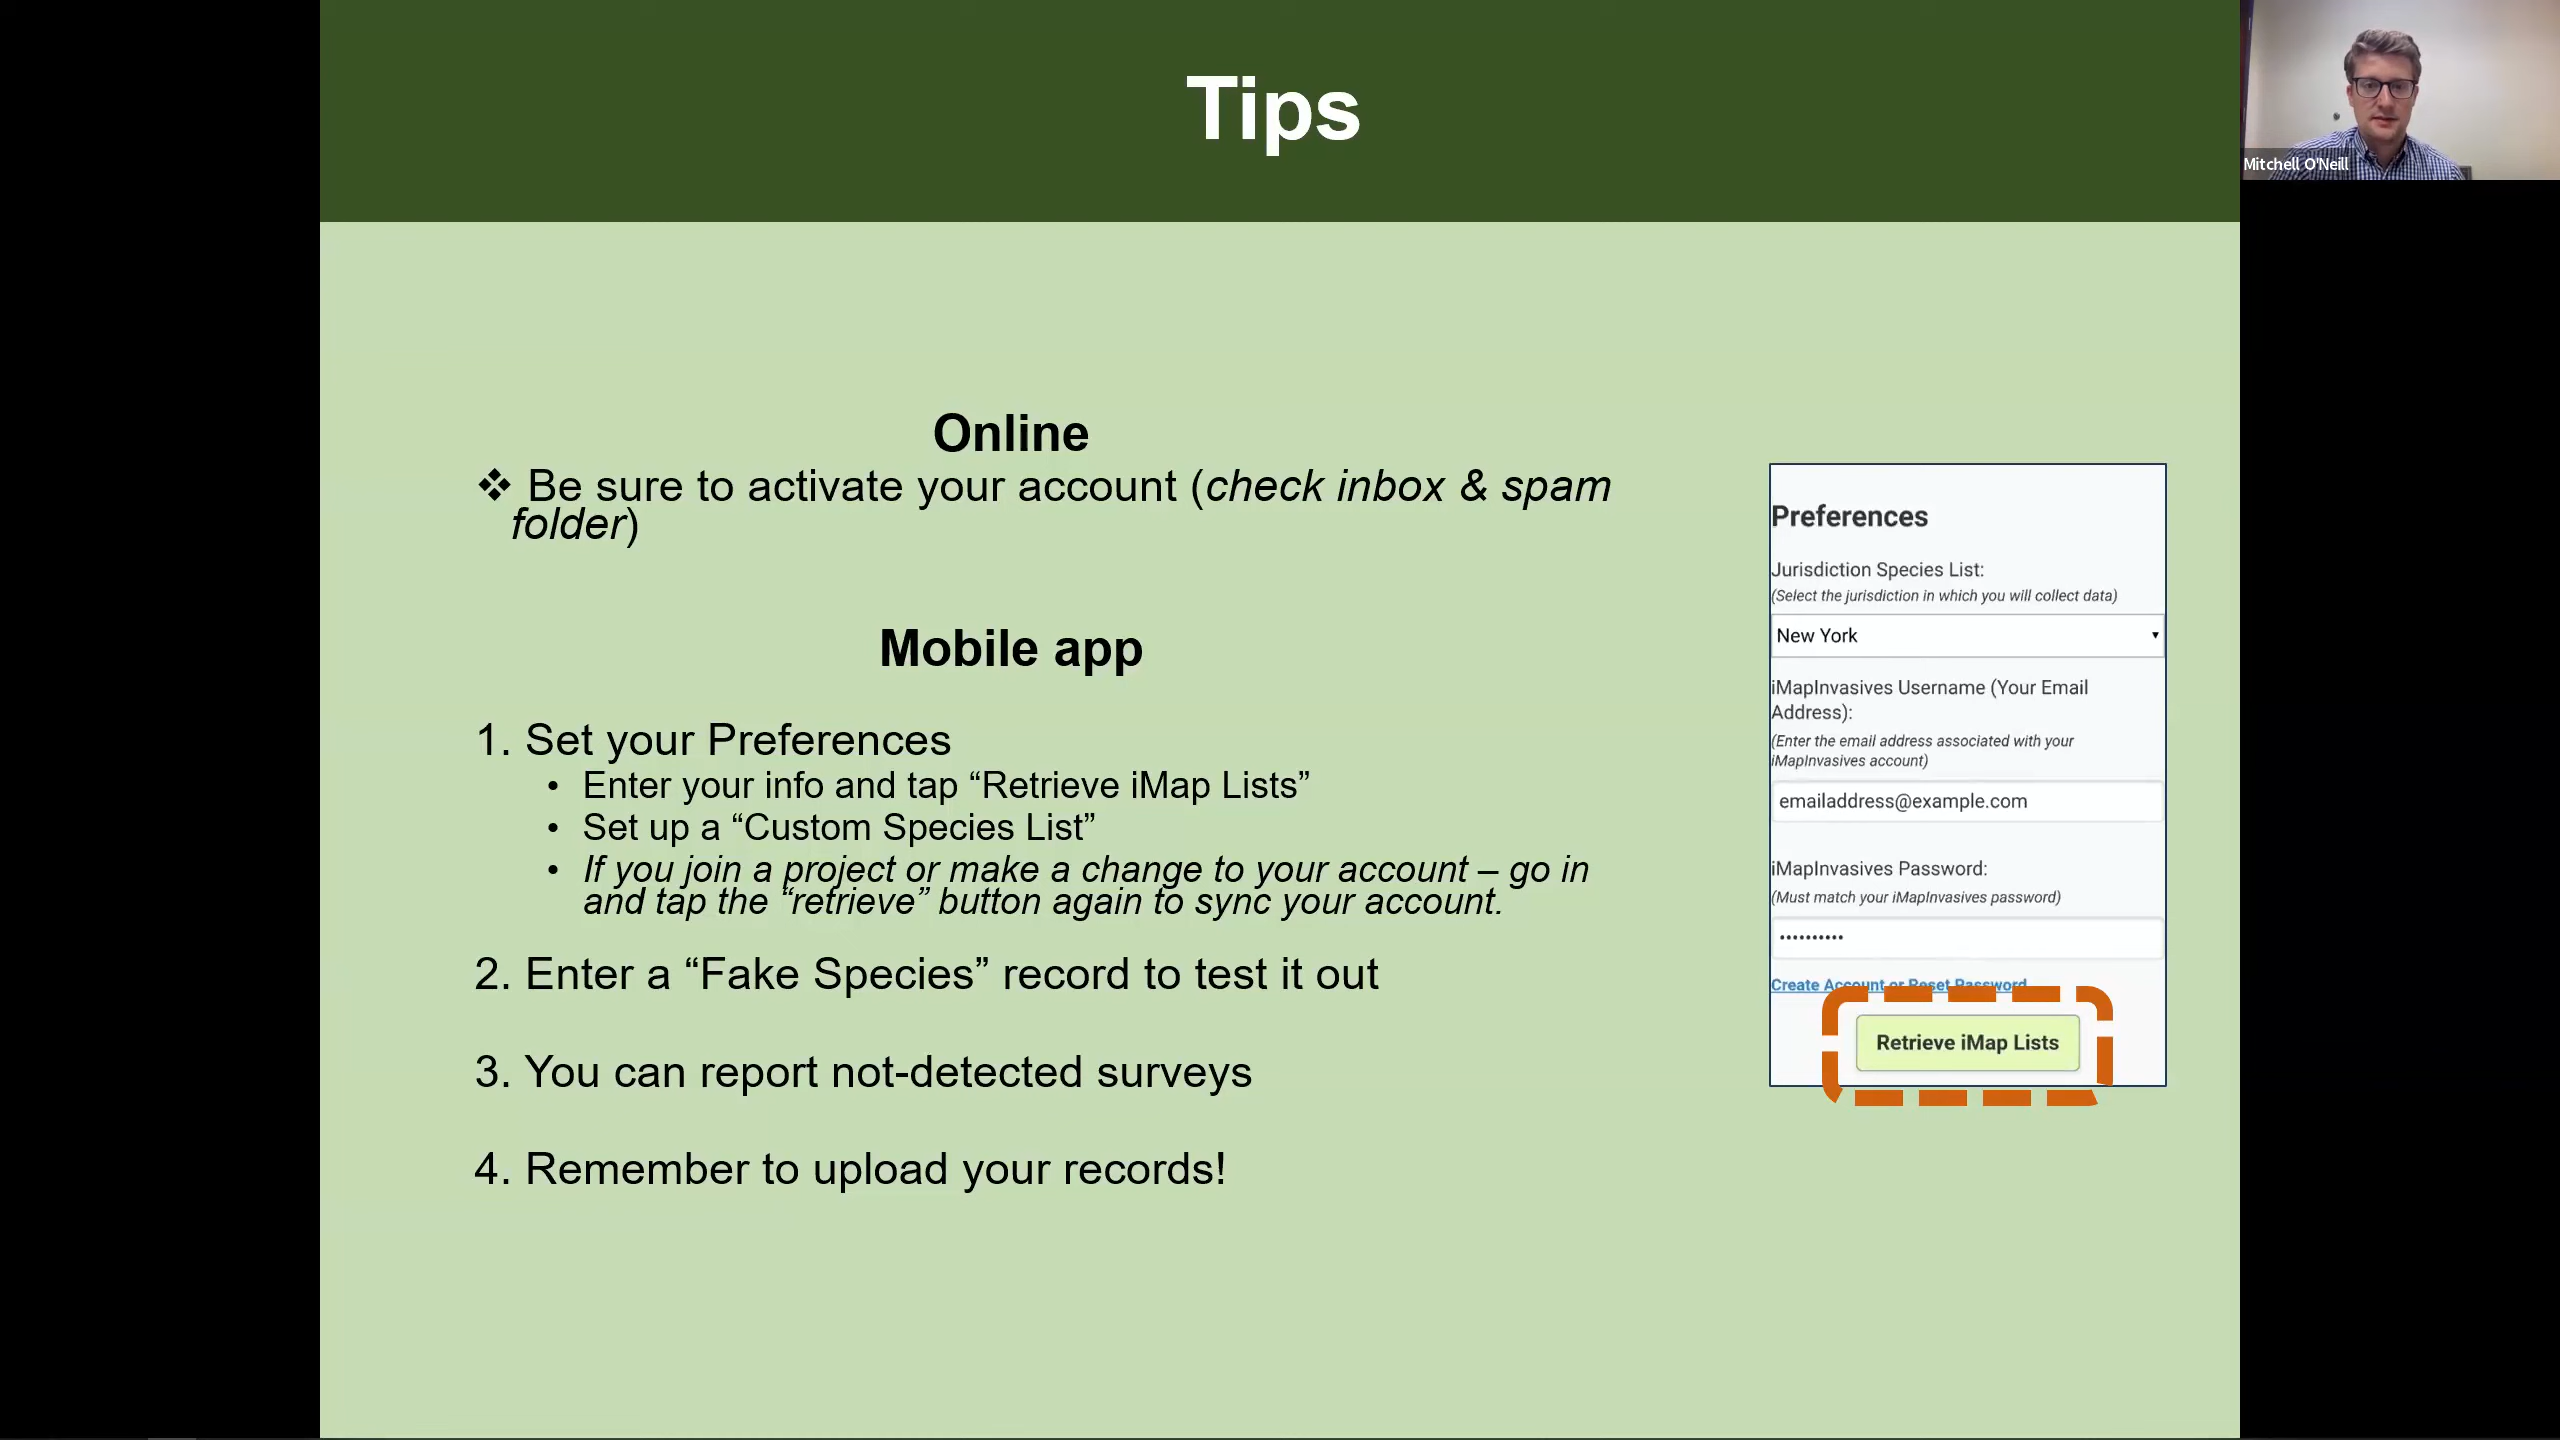 Tips
Mitchell O'Neill
Online
❖ Be sure to activate your account (check inbox & spam
folder)
Mobile app
1. Set your Preferences
• Enter your info and tap “Retrieve iMap Lists”
• Set up a “Custom Species List”
• If you join a project or make a change to your account – go in
and tap the “retrieve” button again to sync your account.
2. Enter a “Fake Species” record to test it out
3. You can report not-detected surveys
4. Remember to upload your records!
Preferences
Jurisdiction Species List:
(Select the jurisdiction in which you will collect data)
New York
iMapInvasives Username (Your Email
Address):
(Enter the email address associated with your
iMapInvasives account)
emailaddress@example.com
iMapInvasives Password:
(Must match your iMapInvasives password)
••••••••••
Create Account or Reset Password
Retrieve iMap Lists